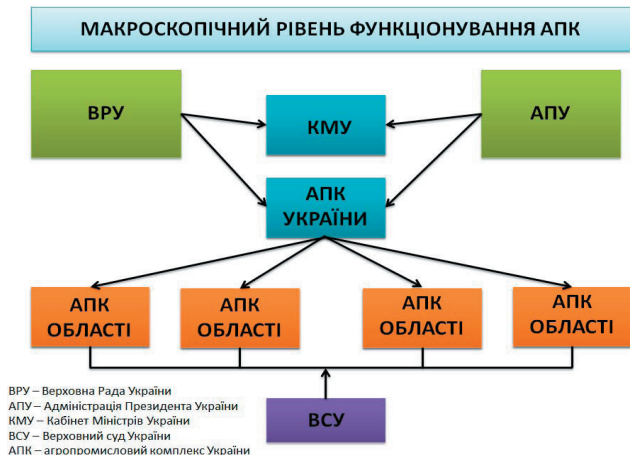 МАКРОСКОПІЧНИЙ РІВЕНЬ ФУНКЦІОНУВАННЯ АПК
ВРУ
КМУ
АПУ
АПК
УКРАЇНИ
АПК
ОБЛАСТІ
АПК
ОБЛАСТІ
АПК
ОБЛАСТІ
АПК
ОБЛАСТІ
ВСУ
ВРУ – Верховна Рада України
АПУ – Адміністрація Президента України
КМУ – Кабінет Міністрів України
ВСУ – Верховний суд України
АПК – агропромисловий комплекс України